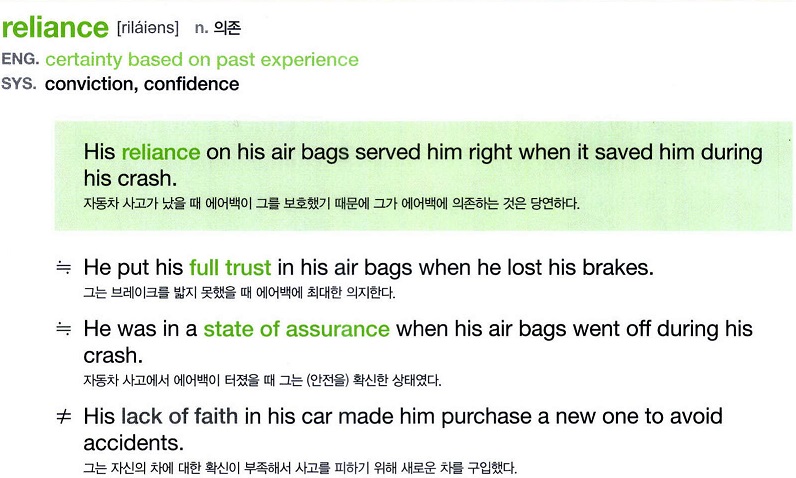 reliance [riláiəns] n. 의존
ENG. certainty based on past experience
SYS. conviction, confidence
His reliance on his air bags served him right when it saved him during
his crash.
자동차 사고가 났을 때 에어백이 그를 보호했기 때문에 그가 에어백에 의존하는 것은 당연하다.
≒ He put his full trust in his air bags when he lost his brakes.
그는 브레이크를 밟지 못했을 때 에어백에 최대한 의지한다.
≒ He was in a state of assurance when his air bags went off during his
crash.
자동차 사고에서 에어백이 터졌을 때 그는 (안전을) 확신한 상태였다.
≠ His lack of faith in his car made him purchase a new one to avoid
accidents.
그는 자신의 차에 대한 확신이 부족해서 사고를 피하기 위해 새로운 차를 구입했다.